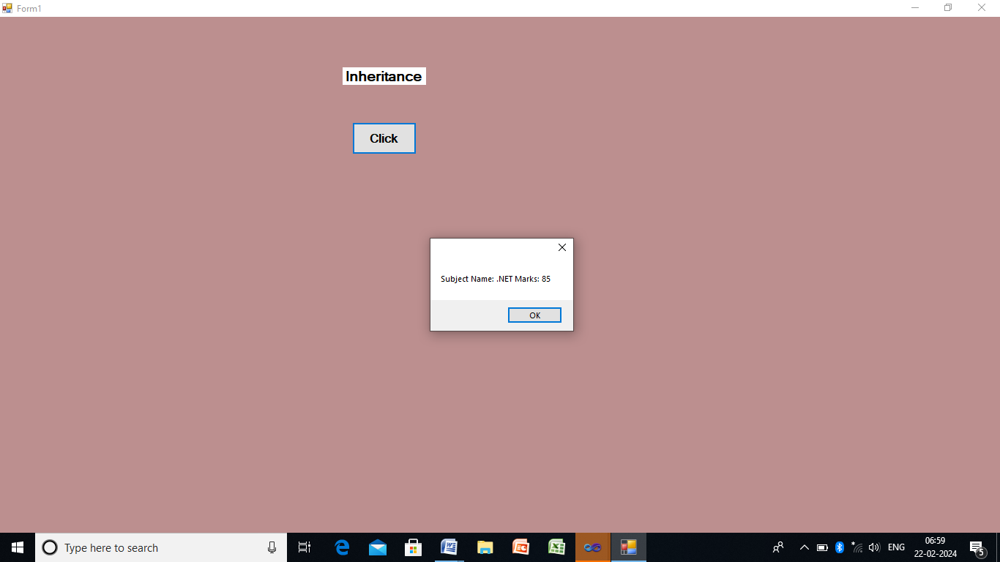 Form1
Inheritance
Click
Subject Name: .NET Marks: 85
OK
Type here to search
ENG
06:59
22-02-2024
5